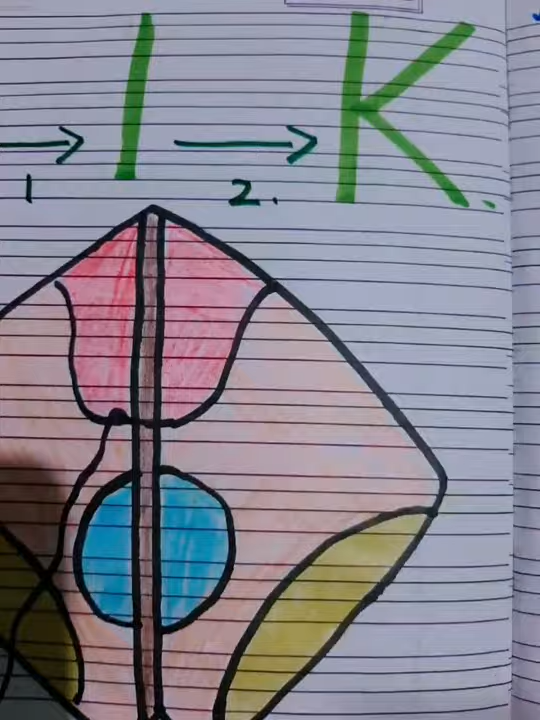 → I → K.
1 2.